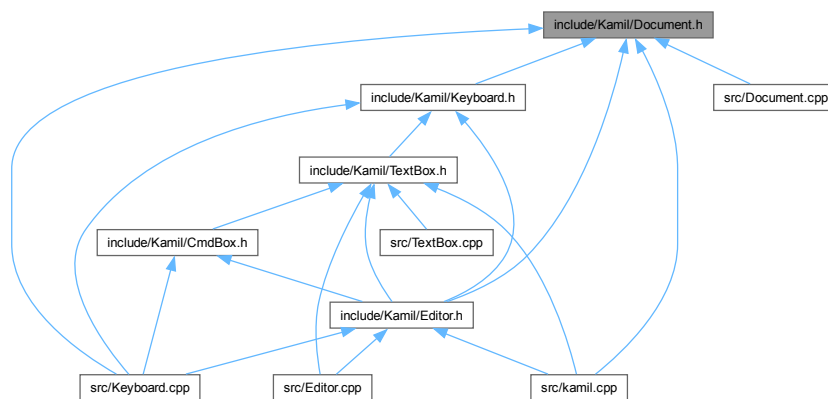 include/Kamil/Document.h
include/Kamil/Keyboard.h
src/Document.cpp
include/Kamil/TextBox.h
include/Kamil/CmdBox.h
src/TextBox.cpp
include/Kamil/Editor.h
src/Keyboard.cpp
src/Editor.cpp
src/kamil.cpp